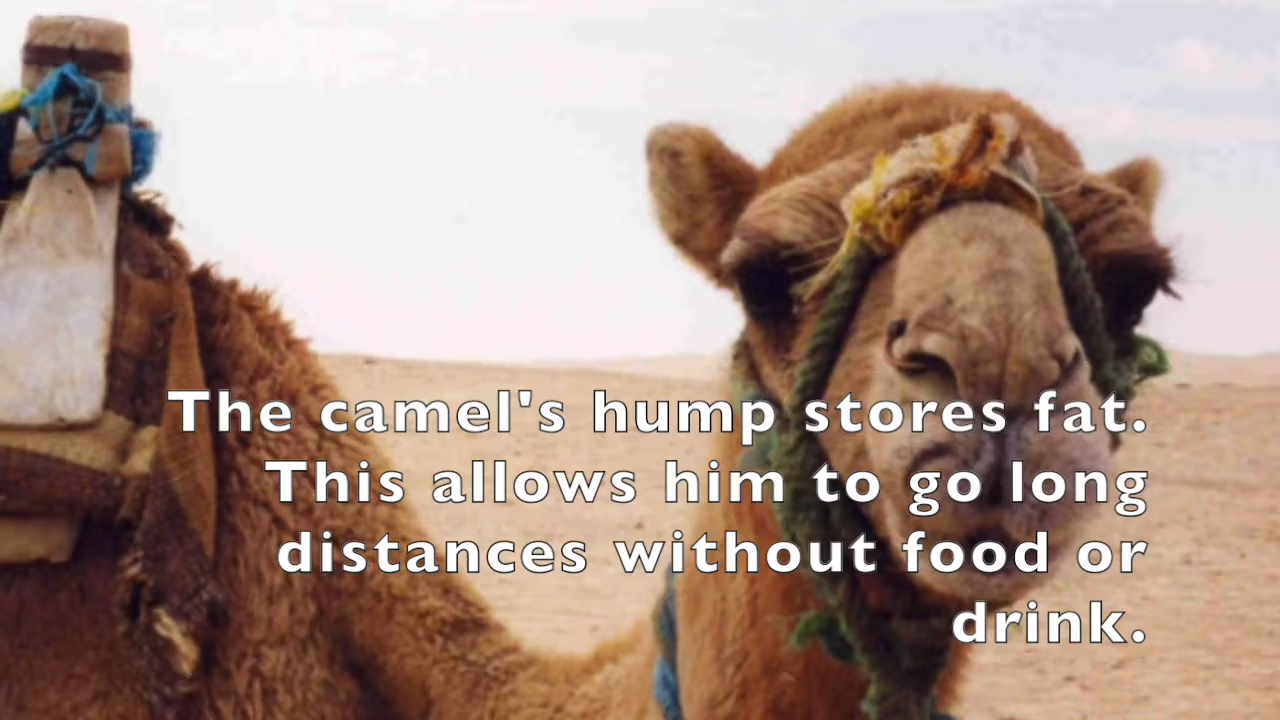 The camel's hump stores fat.
This allows him to go long
distances without food or
drink.